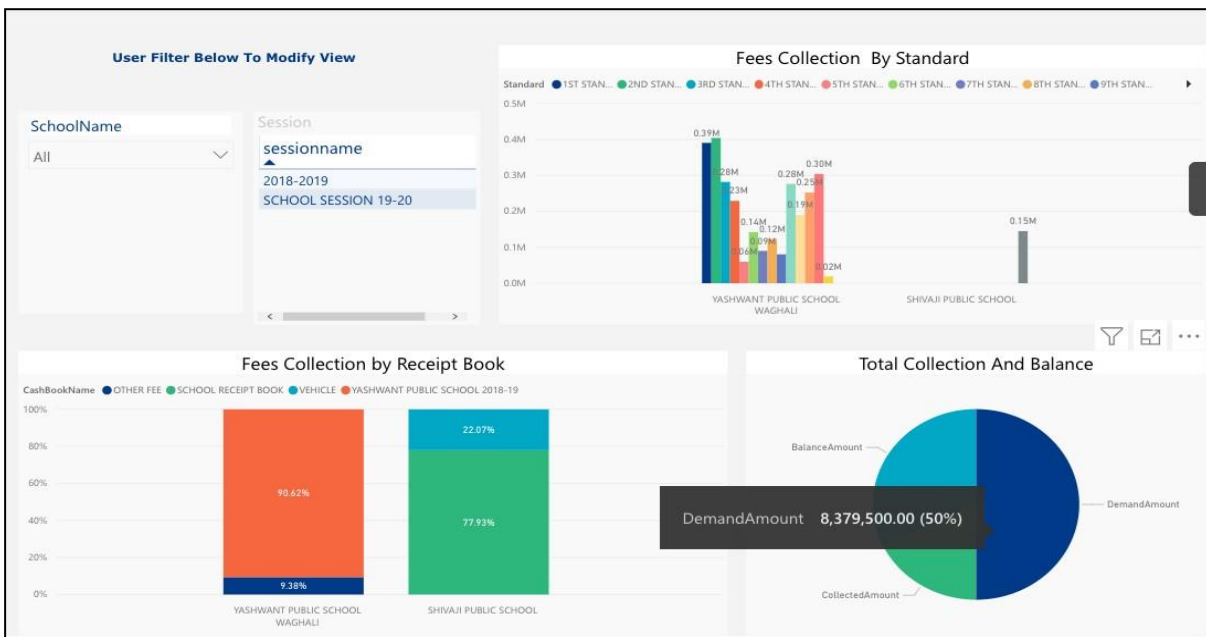 User Filter Below To Modify View
SchoolName
All
Session
sessionname
2018-2019
SCHOOL SESSION 19-20
Fees Collection By Standard
Standard 1ST STAN... 2ND STAN... 3RD STAN... 4TH STAN... 5TH STAN... 6TH STAN... 7TH STAN... 8TH STAN... 9TH STAN...
0.5M
0.4M
0.3M
0.2M
0.1M
0.0M
0.39M
0.28M
0.23M
0.06M
0.14M
0.09M
0.12M
0.28M
0.19M
0.25M
0.30M
0.02M
0.15M
YASHWANT PUBLIC SCHOOL
WAGHALI
SHIVAJI PUBLIC SCHOOL
Fees Collection by Receipt Book
CashBookName OTHER FEE SCHOOL RECEIPT BOOK VEHICLE YASHWANT PUBLIC SCHOOL 2018-19
100%
80%
60%
40%
20%
0%
90.62%
9.38%
22.07%
77.93%
YASHWANT PUBLIC SCHOOL
WAGHALI
SHIVAJI PUBLIC SCHOOL
Total Collection And Balance
BalanceAmount
DemandAmount 8,379,500.00 (50%)
DemandAmount
CollectedAmount